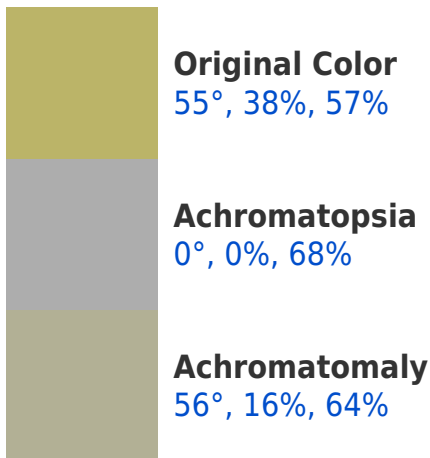 Original Color
55°, 38%, 57%
Achromatopsia
0°, 0%, 68%
Achromatomaly
56°, 16%, 64%